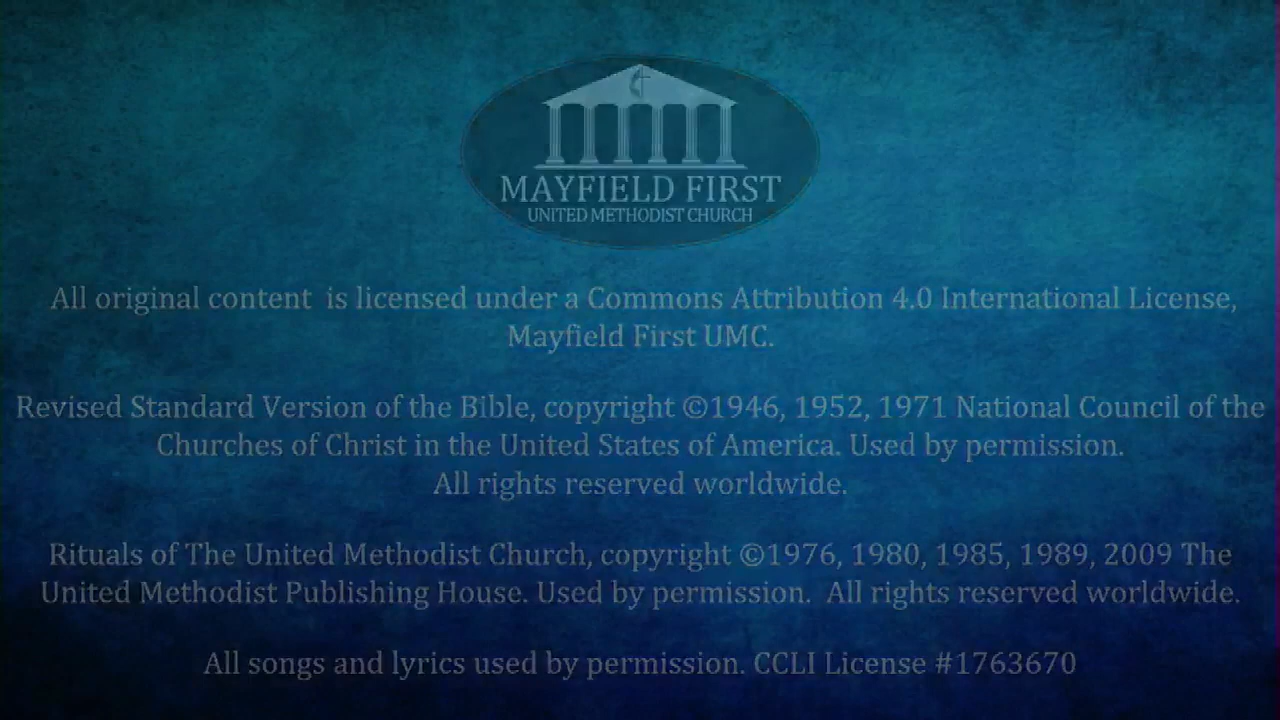 MAYFIELD FIRST
UNITED METHODIST CHURCH
All original content is licensed under a Commons Attribution 4.0 International License,
Mayfield First UMC.
Revised Standard Version of the Bible, copyright ©1946, 1952, 1971 National Council of the
Churches of Christ in the United States of America. Used by permission.
All rights reserved worldwide.
Rituals of The United Methodist Church, copyright ©1976, 1980, 1985, 1989, 2009 The
United Methodist Publishing House. Used by permission. All rights reserved worldwide.
All songs and lyrics used by permission. CCLI License #1763670